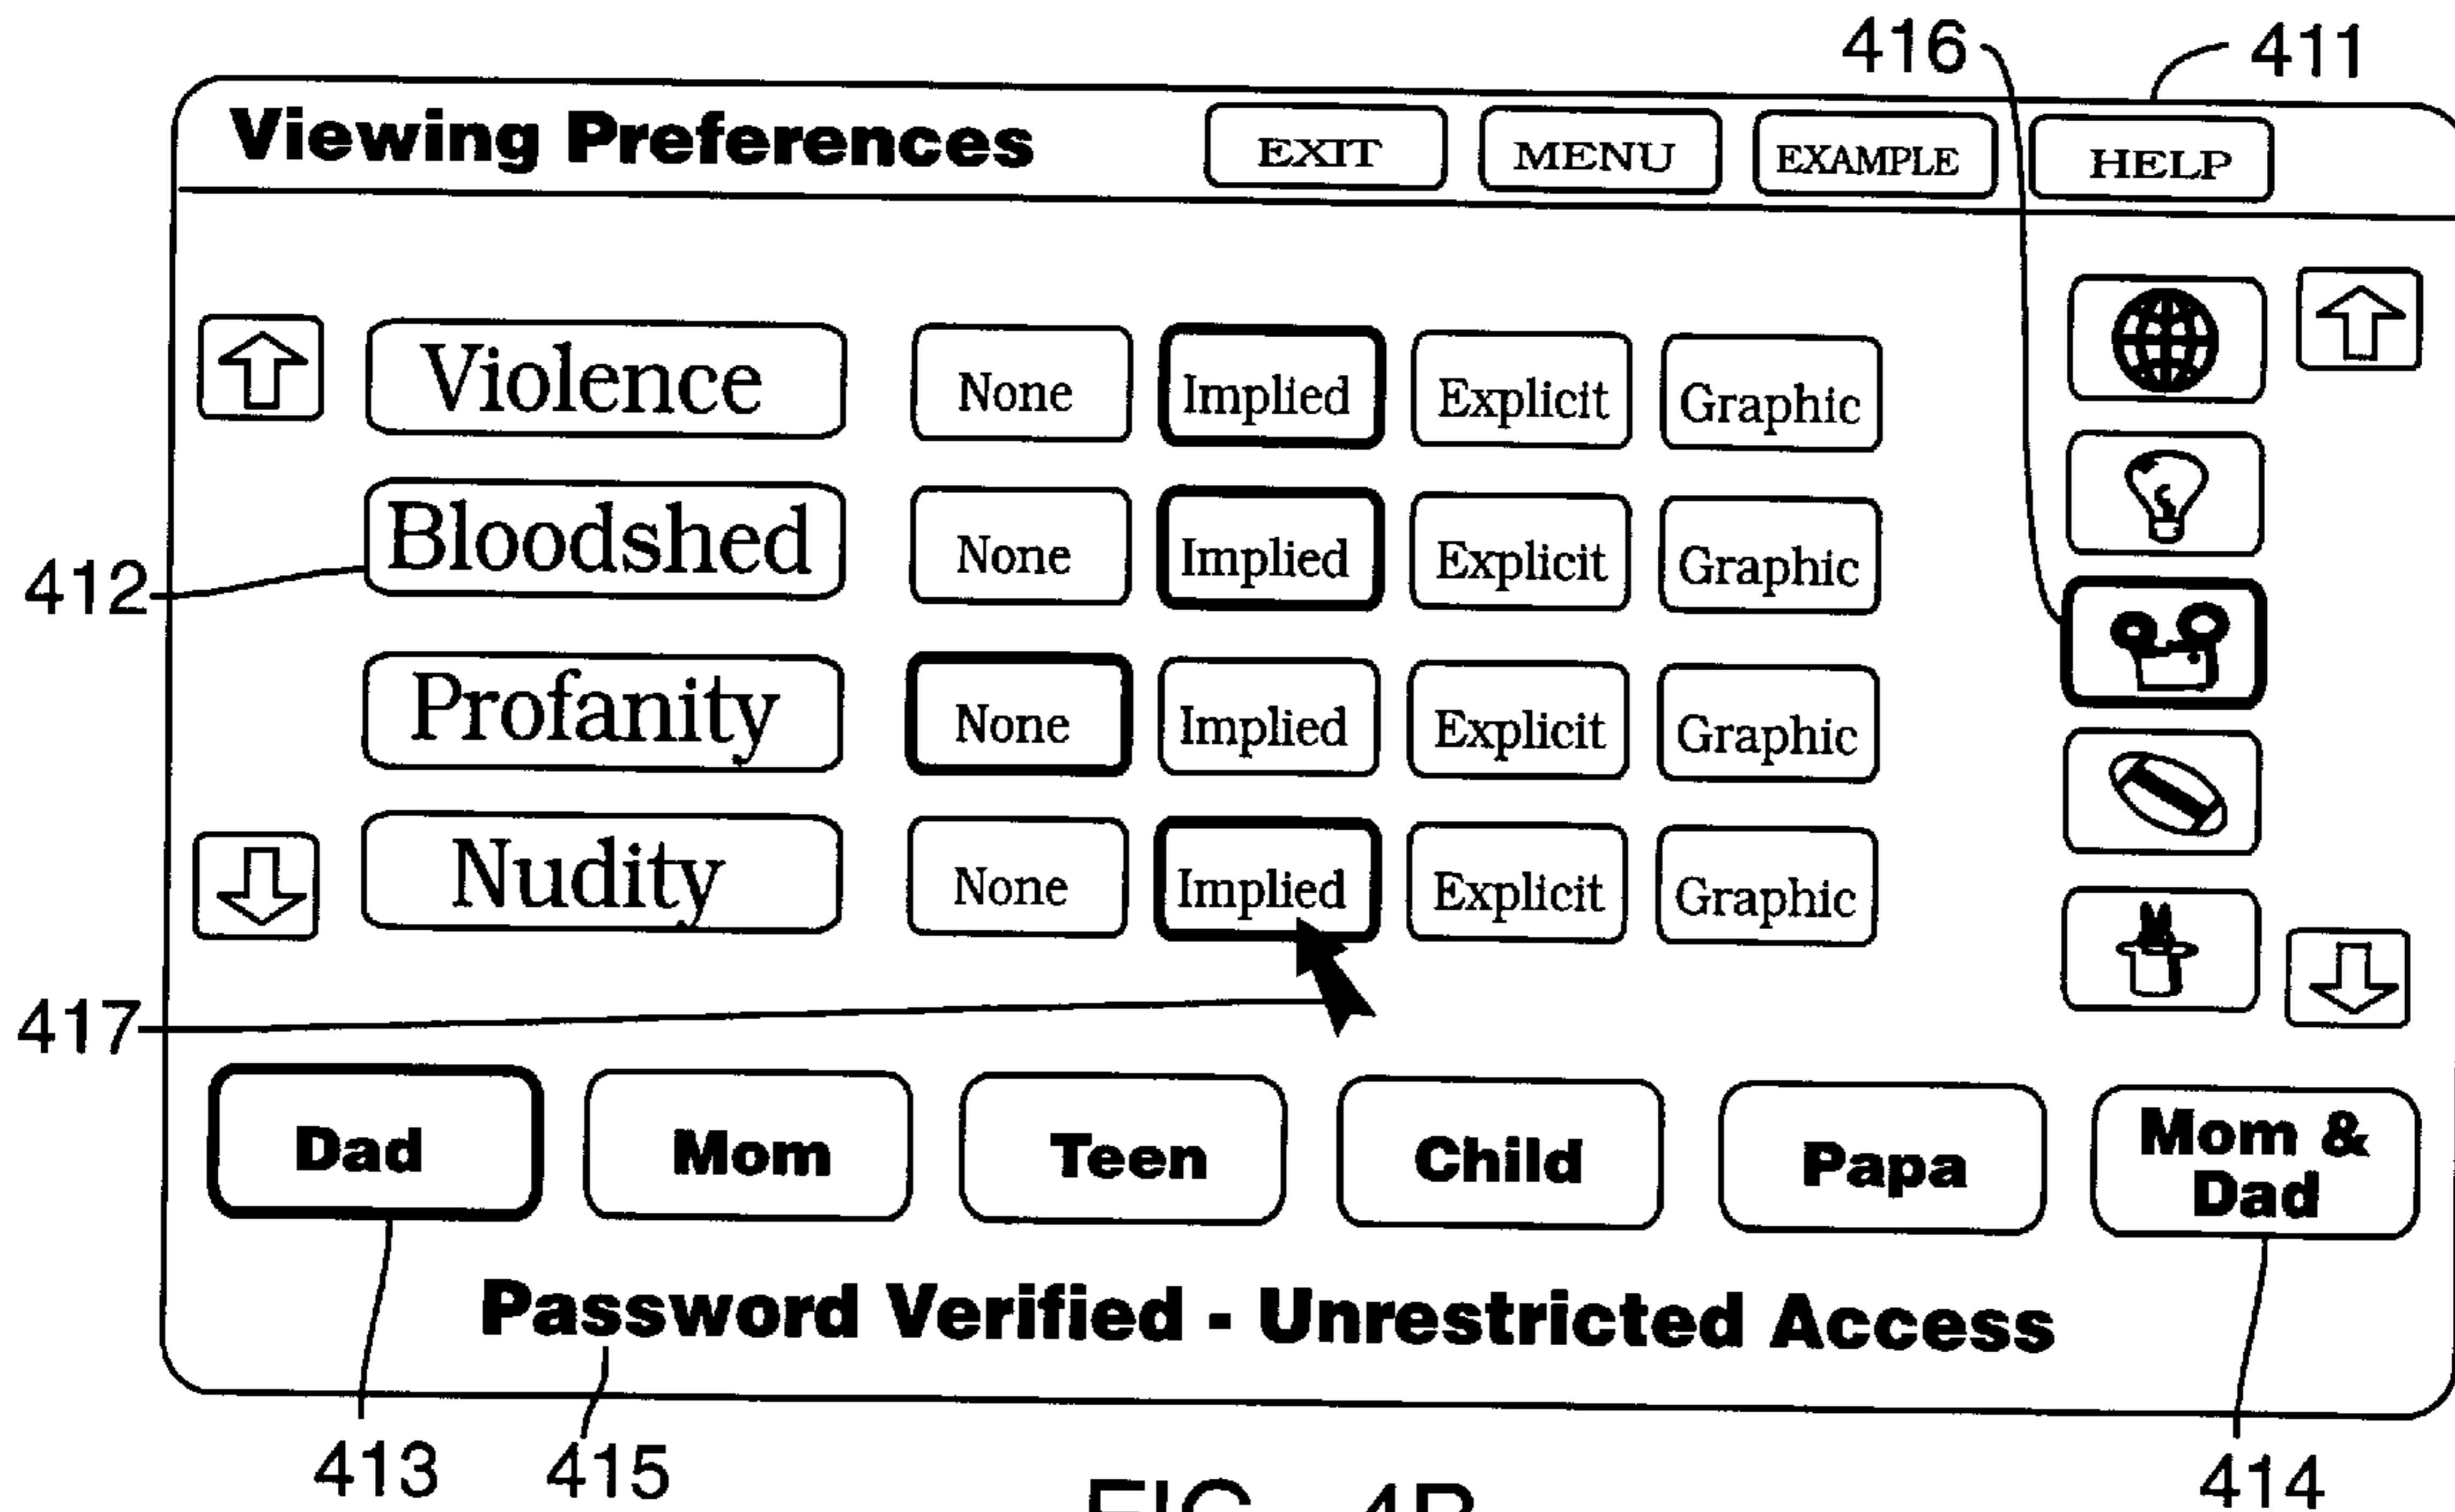 416 411
Viewing Preferences EXIT MENU EXAMPLE HELP
Violence None Implied Explicit Graphic
Bloodshed None Implied Explicit Graphic
412
Profanity None Implied Explicit Graphic
Nudity None Implied Explicit Graphic
417
Dad Mom Teen Child Papa Mom &
Dad
Password Verified - Unrestricted Access
413 415 414